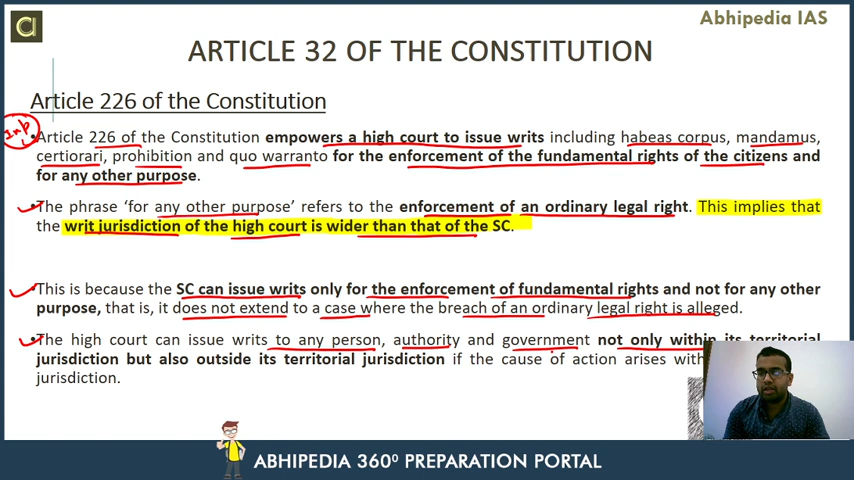 Abhipedia IAS
a
ARTICLE 32 OF THE CONSTITUTION
Article 226 of the Constitution
Imp
• Article 226 of the Constitution empowers a high court to issue writs including habeas corpus, mandamus,
certiorari, prohibition and quo warranto for the enforcement of the fundamental rights of the citizens and
for any other purpose.
• The phrase 'for any other purpose' refers to the enforcement of an ordinary legal right. This implies that
the writ jurisdiction of the high court is wider than that of the SC.
• This is because the SC can issue writs only for the enforcement of fundamental rights and not for any other
purpose, that is, it does not extend to a case where the breach of an ordinary legal right is alleged.
• The high court can issue writs to any person, authority and government not only within its territorial
jurisdiction but also outside its territorial jurisdiction if the cause of action arises with
jurisdiction.
ABHIPEDIA 360⁰ PREPARATION PORTAL